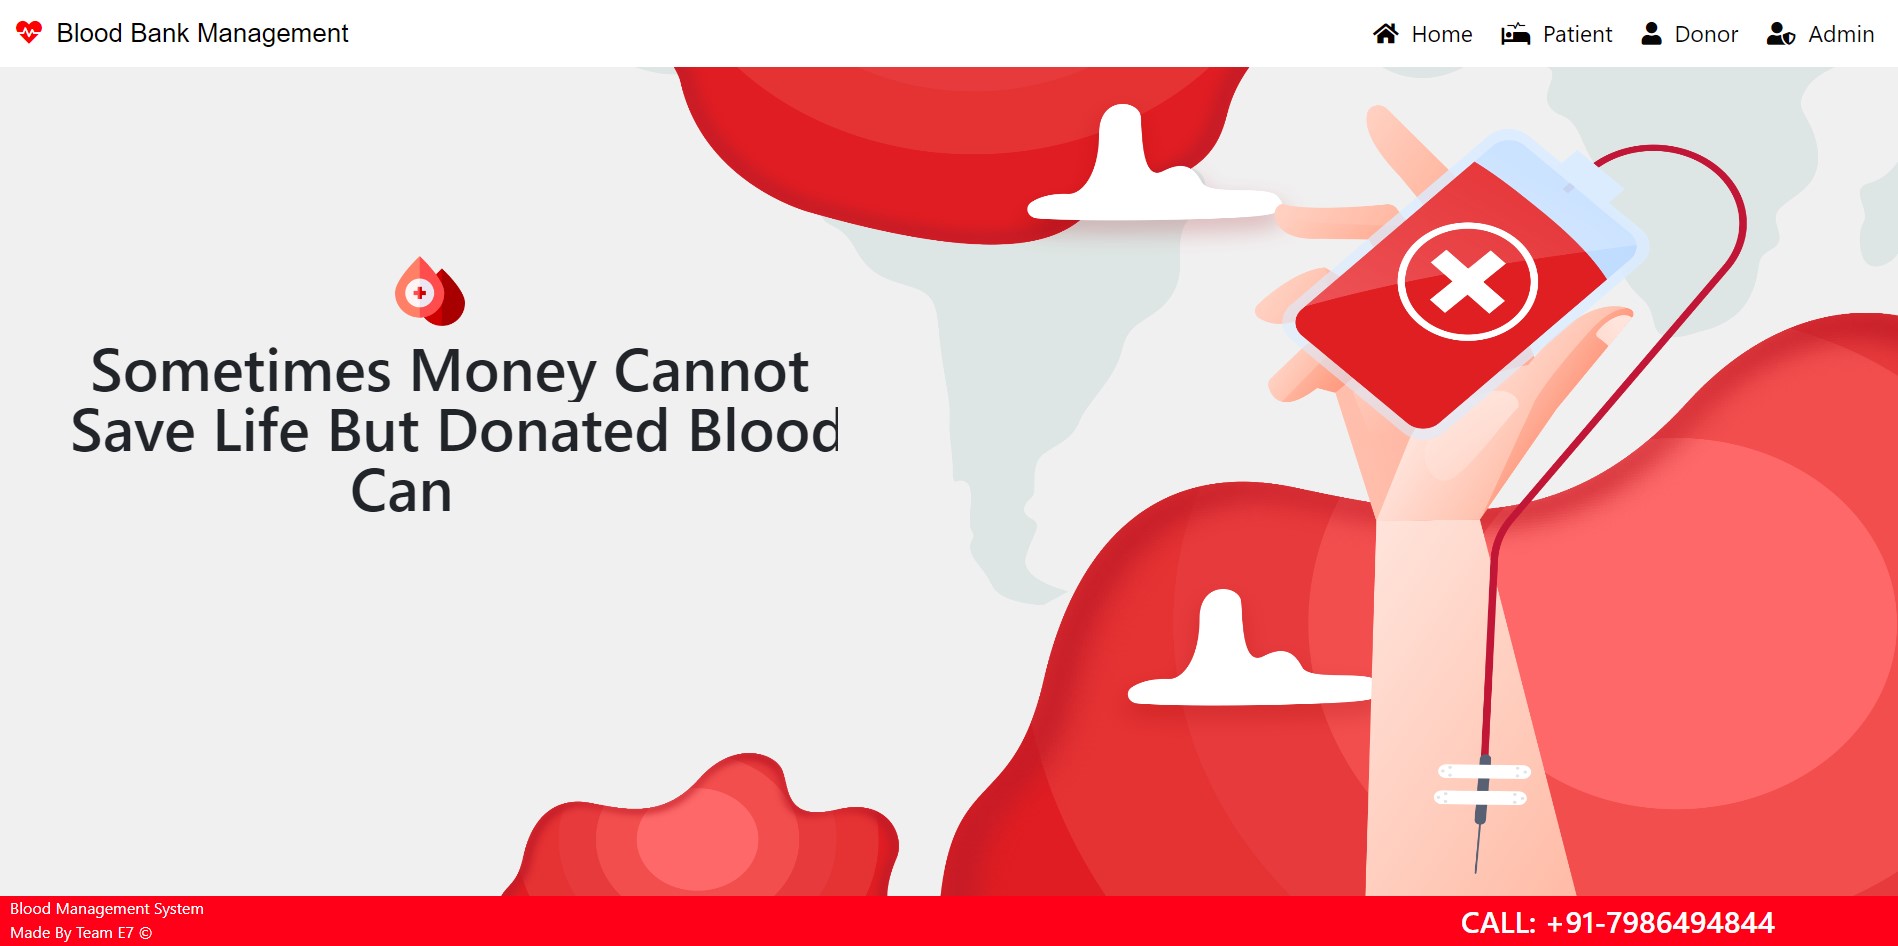 Blood Bank Management
Home Patient Donor Admin
Sometimes Money Cannot
Save Life But Donated Blood
Can
Blood Management System
Made By Team E7 ©
CALL: +91-7986494844